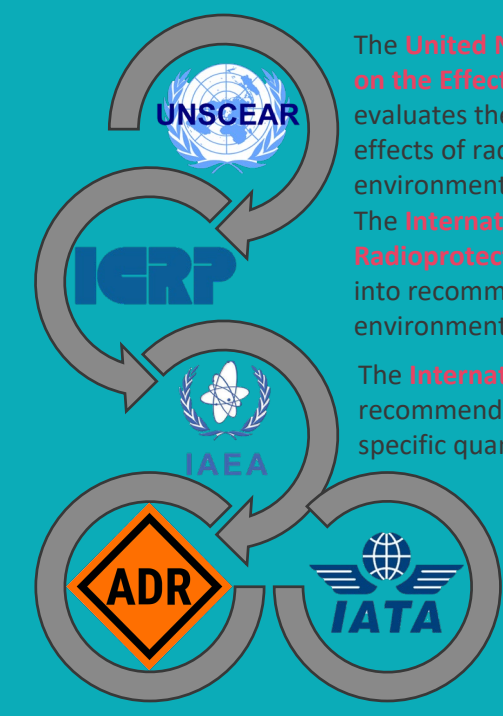 UNSCEAR
The United
on the Effect
evaluates the
effects of rad
environment
The Internat
Radioprotec
into recomm
environment
ICRP
The Internat
recommend
specific quar
IAEA
ADR
IATA